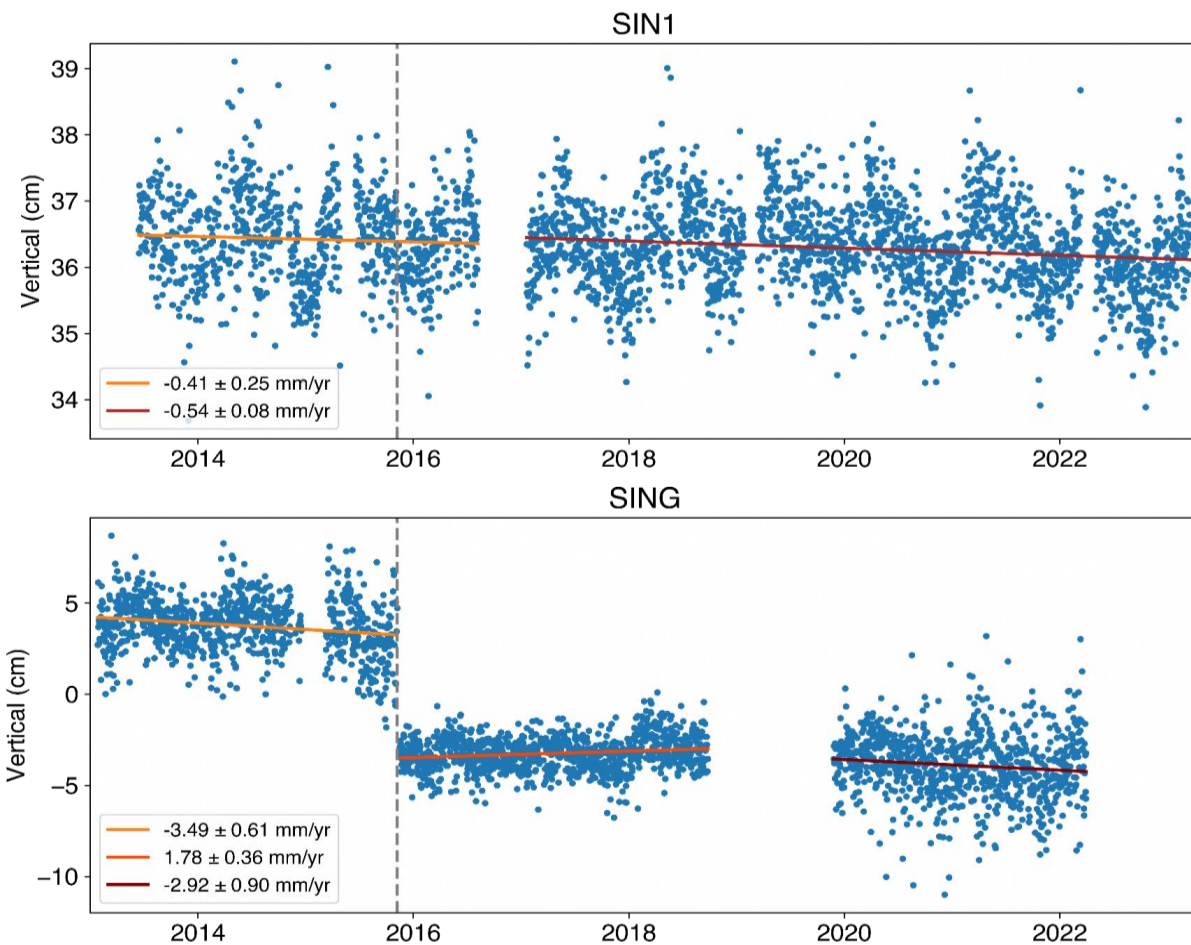 SIN1
Vertical (cm)
39
38
37
36
35
34
-0.41 ± 0.25 mm/yr
-0.54 ± 0.08 mm/yr
2014 2016 2018 2020 2022
SING
Vertical (cm)
5
0
−5
−10
-3.49 ± 0.61 mm/yr
1.78 ± 0.36 mm/yr
-2.92 ± 0.90 mm/yr
2014 2016 2018 2020 2022